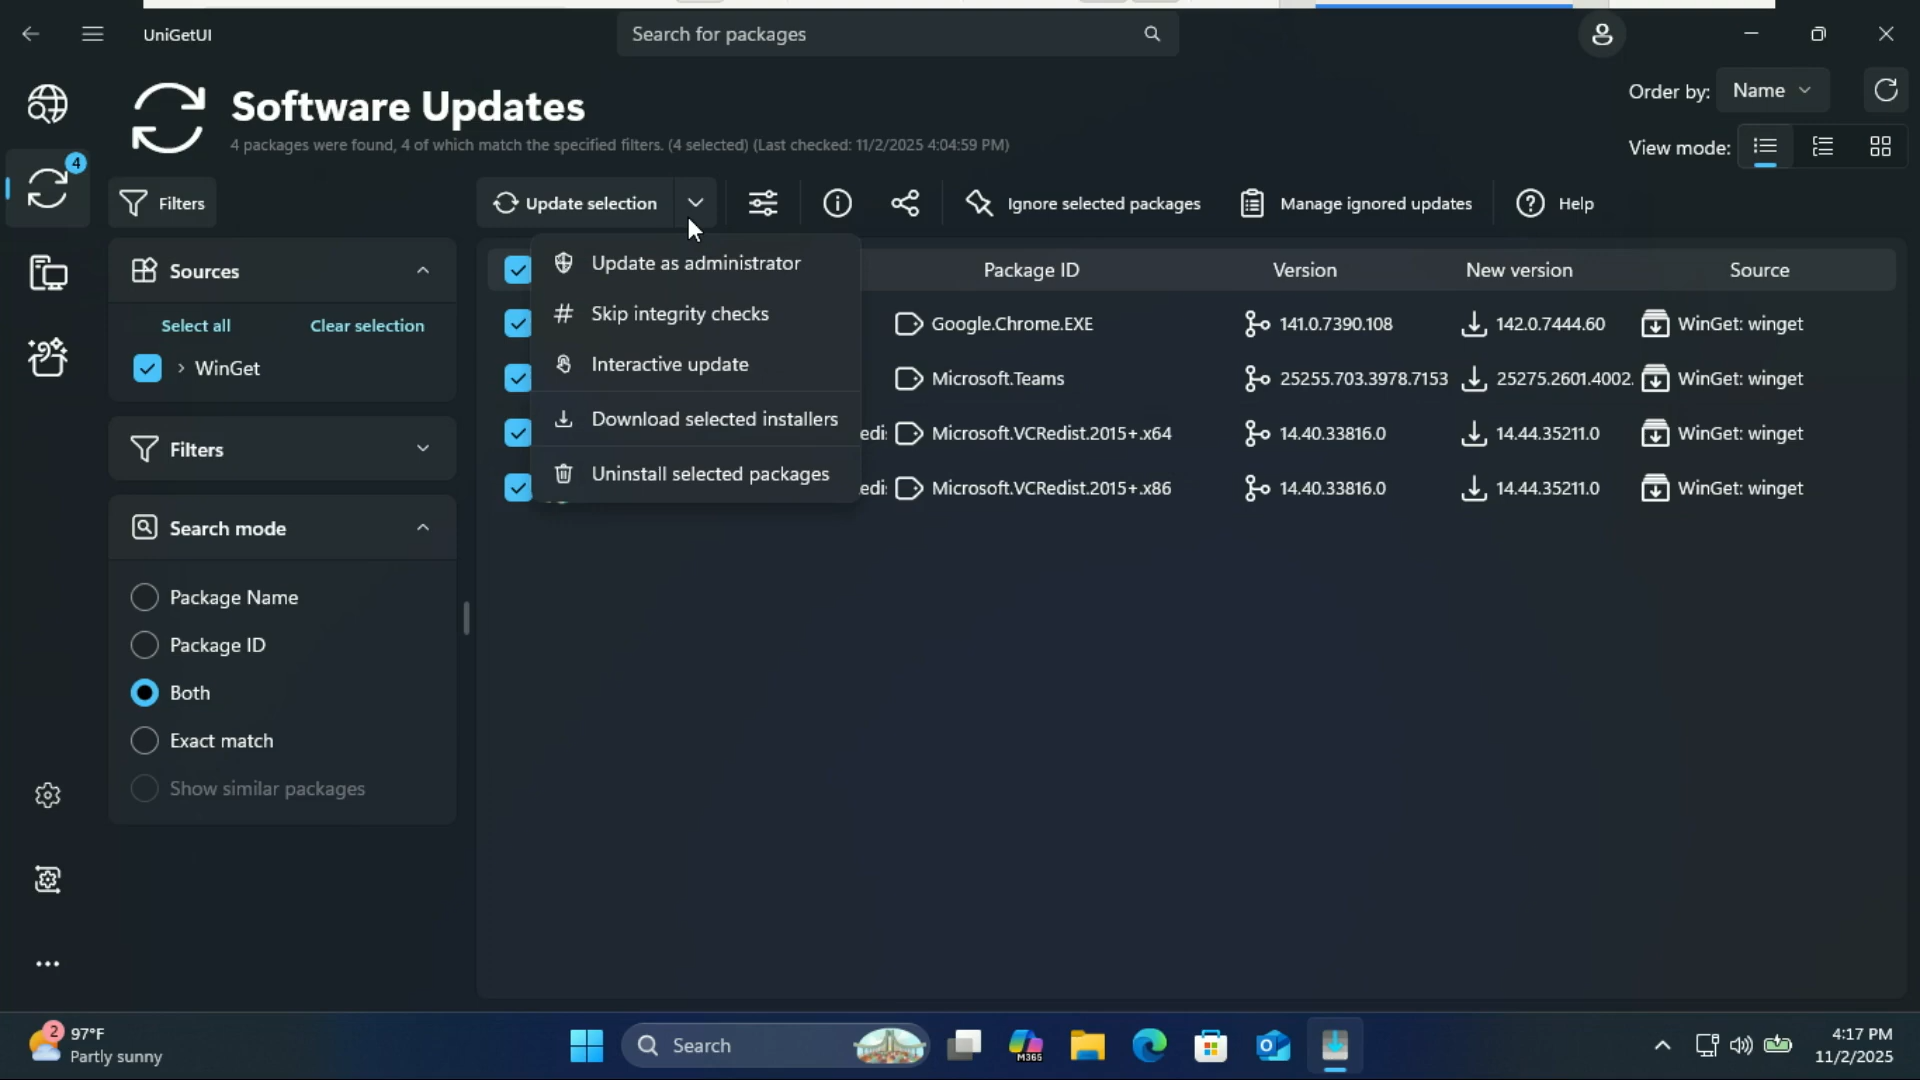 UniGetUI
Search for packages
Software Updates
4 packages were found, 4 of which match the specified filters. (4 selected) (Last checked: 11/2/2025 4:04:59 PM)
Order by: Name
View mode:
4
Filters
Update selection
Ignore selected packages
Manage ignored updates
Help
Sources
Select all
Clear selection
WinGet
Filters
Search mode
Package Name
Package ID
Both
Exact match
Show similar packages
Update as administrator
Skip integrity checks
Interactive update
Download selected installers
Uninstall selected packages
Package ID Version New version Source
Google.Chrome.EXE 141.0.7390.108 142.0.7444.60 WinGet: winget
Microsoft.Teams 25255.703.3978.7153 25275.2601.4002. WinGet: winget
edi Microsoft.VCRedist.2015+.x64 14.40.33816.0 14.44.35211.0 WinGet: winget
edi Microsoft.VCRedist.2015+.x86 14.40.33816.0 14.44.35211.0 WinGet: winget
2
97°F
Partly sunny
Search
M365
4:17 PM
11/2/2025